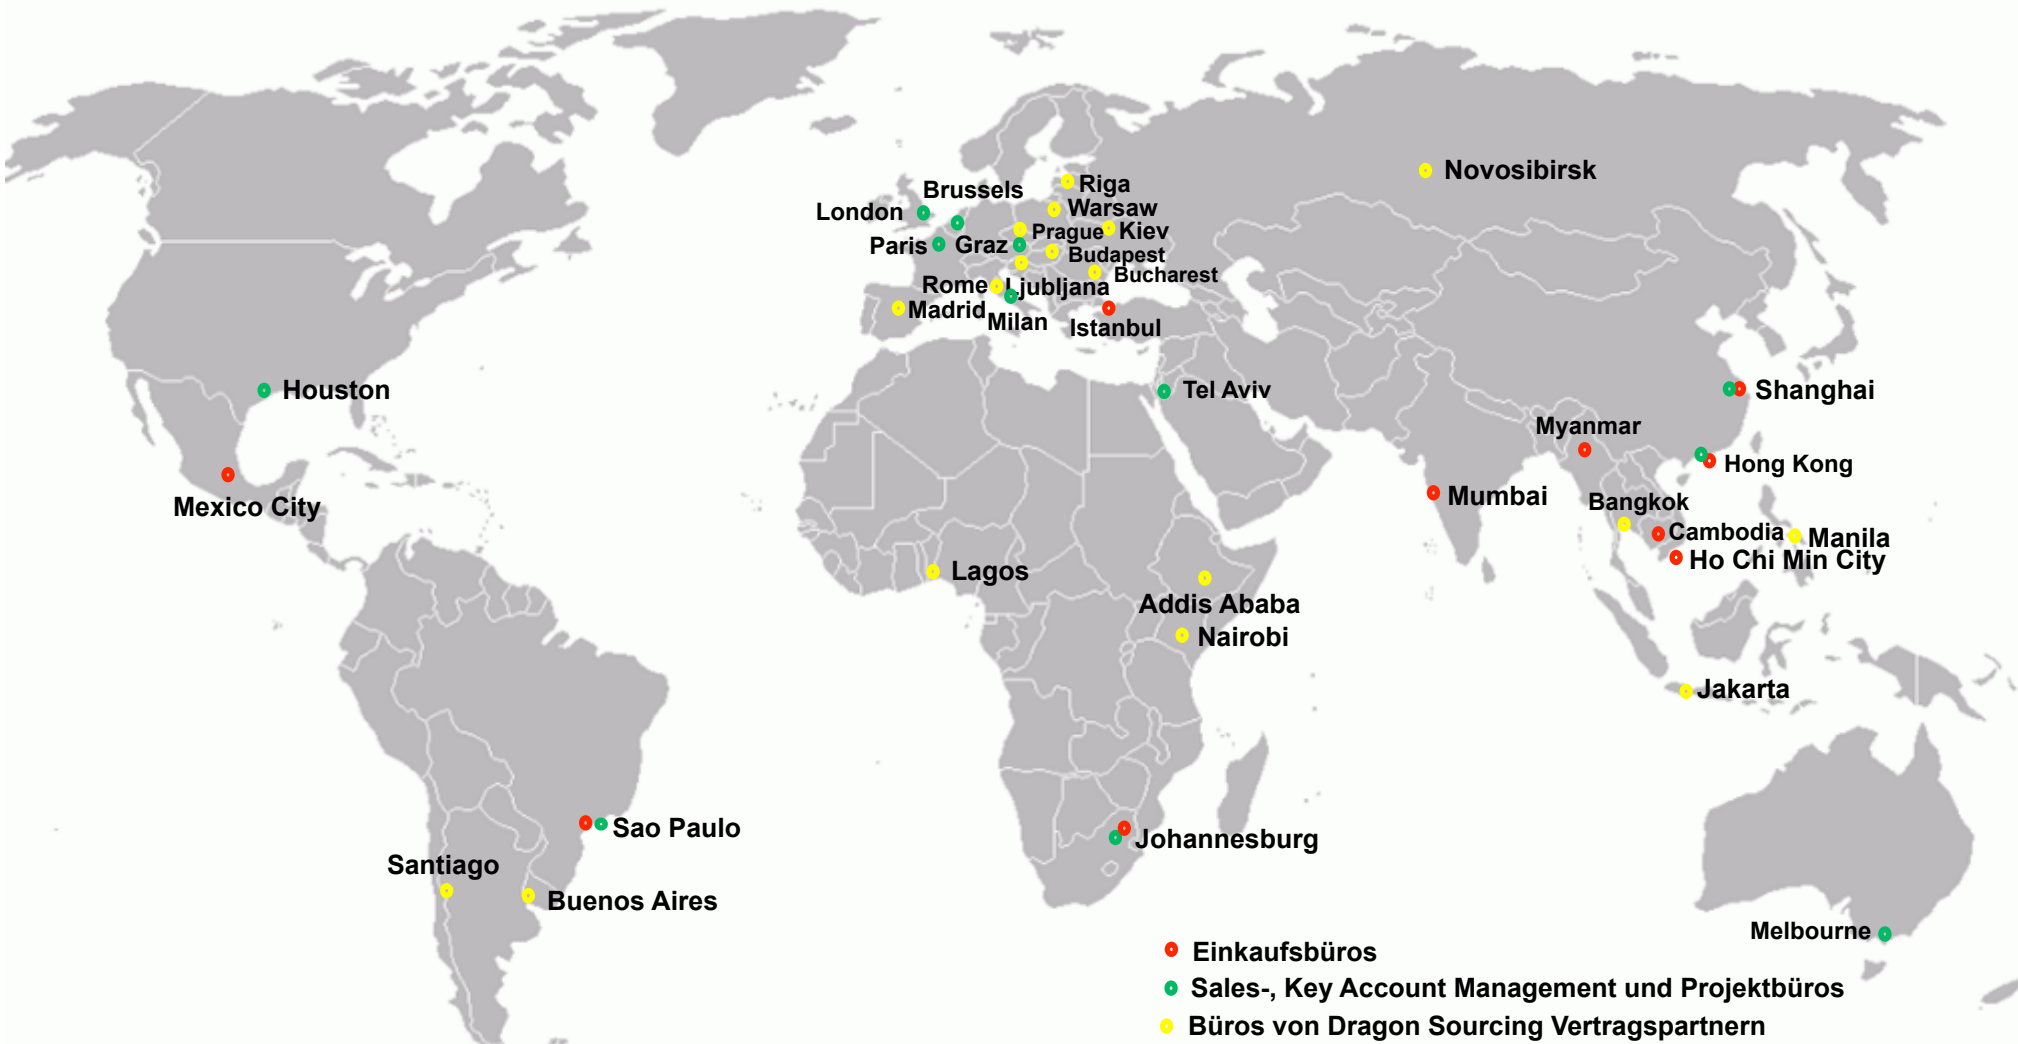 Novosibirsk
Brussels
Riga
London
Warsaw
Paris
Graz
Prague
Kiev
Budapest
Bucharest
Rome
Ljubljana
Madrid
Milan
Istanbul
Houston
Tel Aviv
Shanghai
Myanmar
Hong Kong
Mexico City
Mumbai
Bangkok
Cambodia
Manila
Ho Chi Min City
Lagos
Addis Ababa
Nairobi
Jakarta
Sao Paulo
Johannesburg
Santiago
Buenos Aires
Melbourne
Einkaufsbüros
Sales-, Key Account Management und Projektbüros
Büros von Dragon Sourcing Vertragspartnern